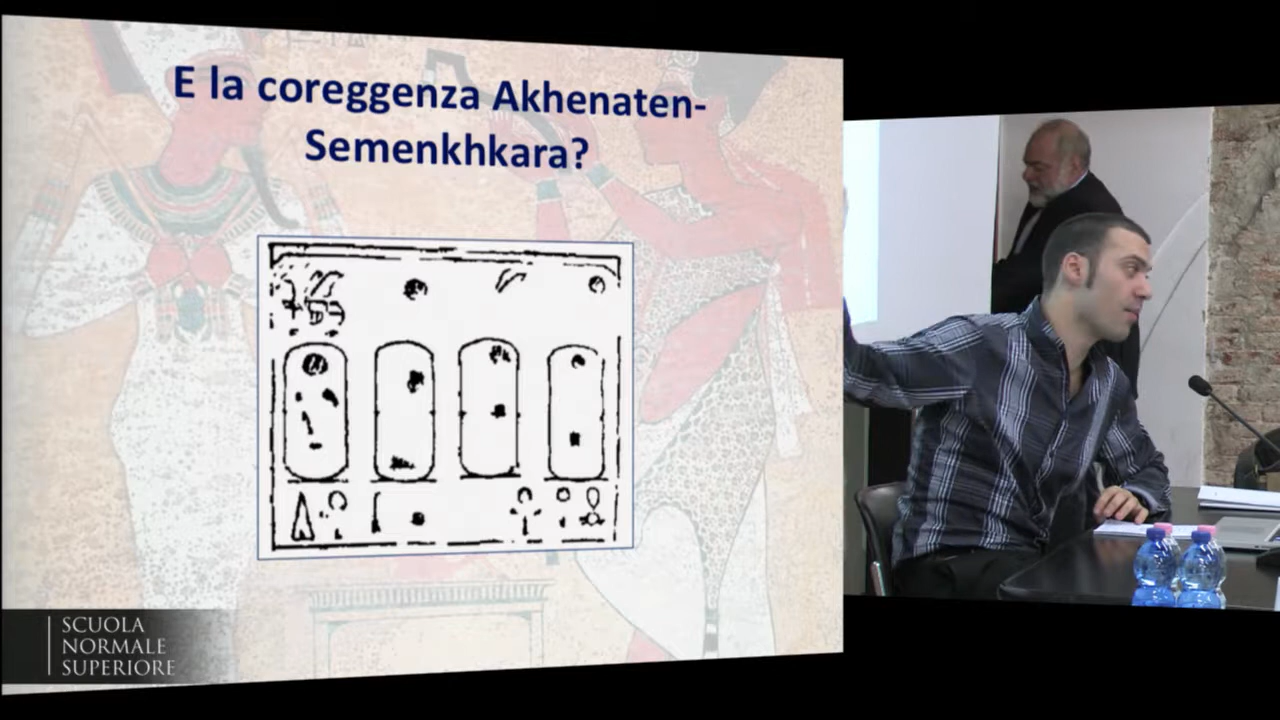 E la coreggenza Akhenaten-
Semenkhkara?
SCUOLA
NORMALE
SUPERIORE